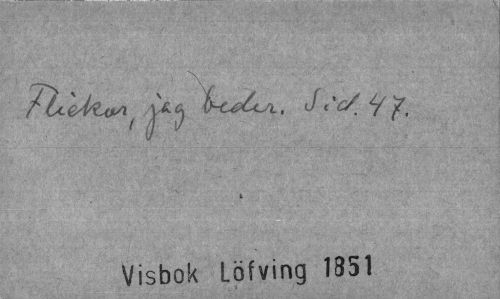 Flickor, jag beder. Sid. 47.
Visbok Löfving 1851